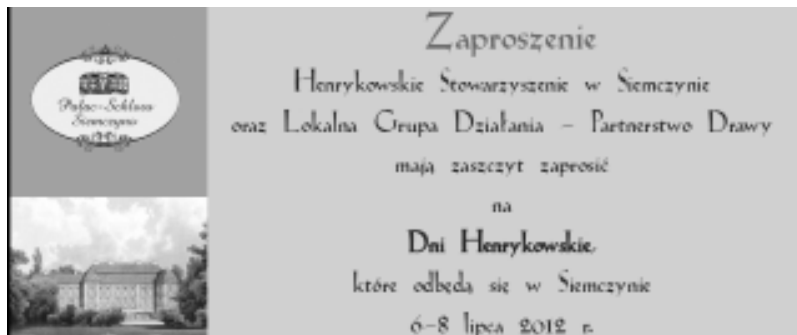 Pałac-Schloss
Siemczyno
Zaproszenie
Henrykowskie Stowarzyszenie w Siemczynie
oraz Lokalna Grupa Działania – Partnerstwo Drawy
mają zaszczyt zaprosić
na
Dni Henrykowskie,
które odbędą się w Siemczynie
6-8 lipca 2012 r.